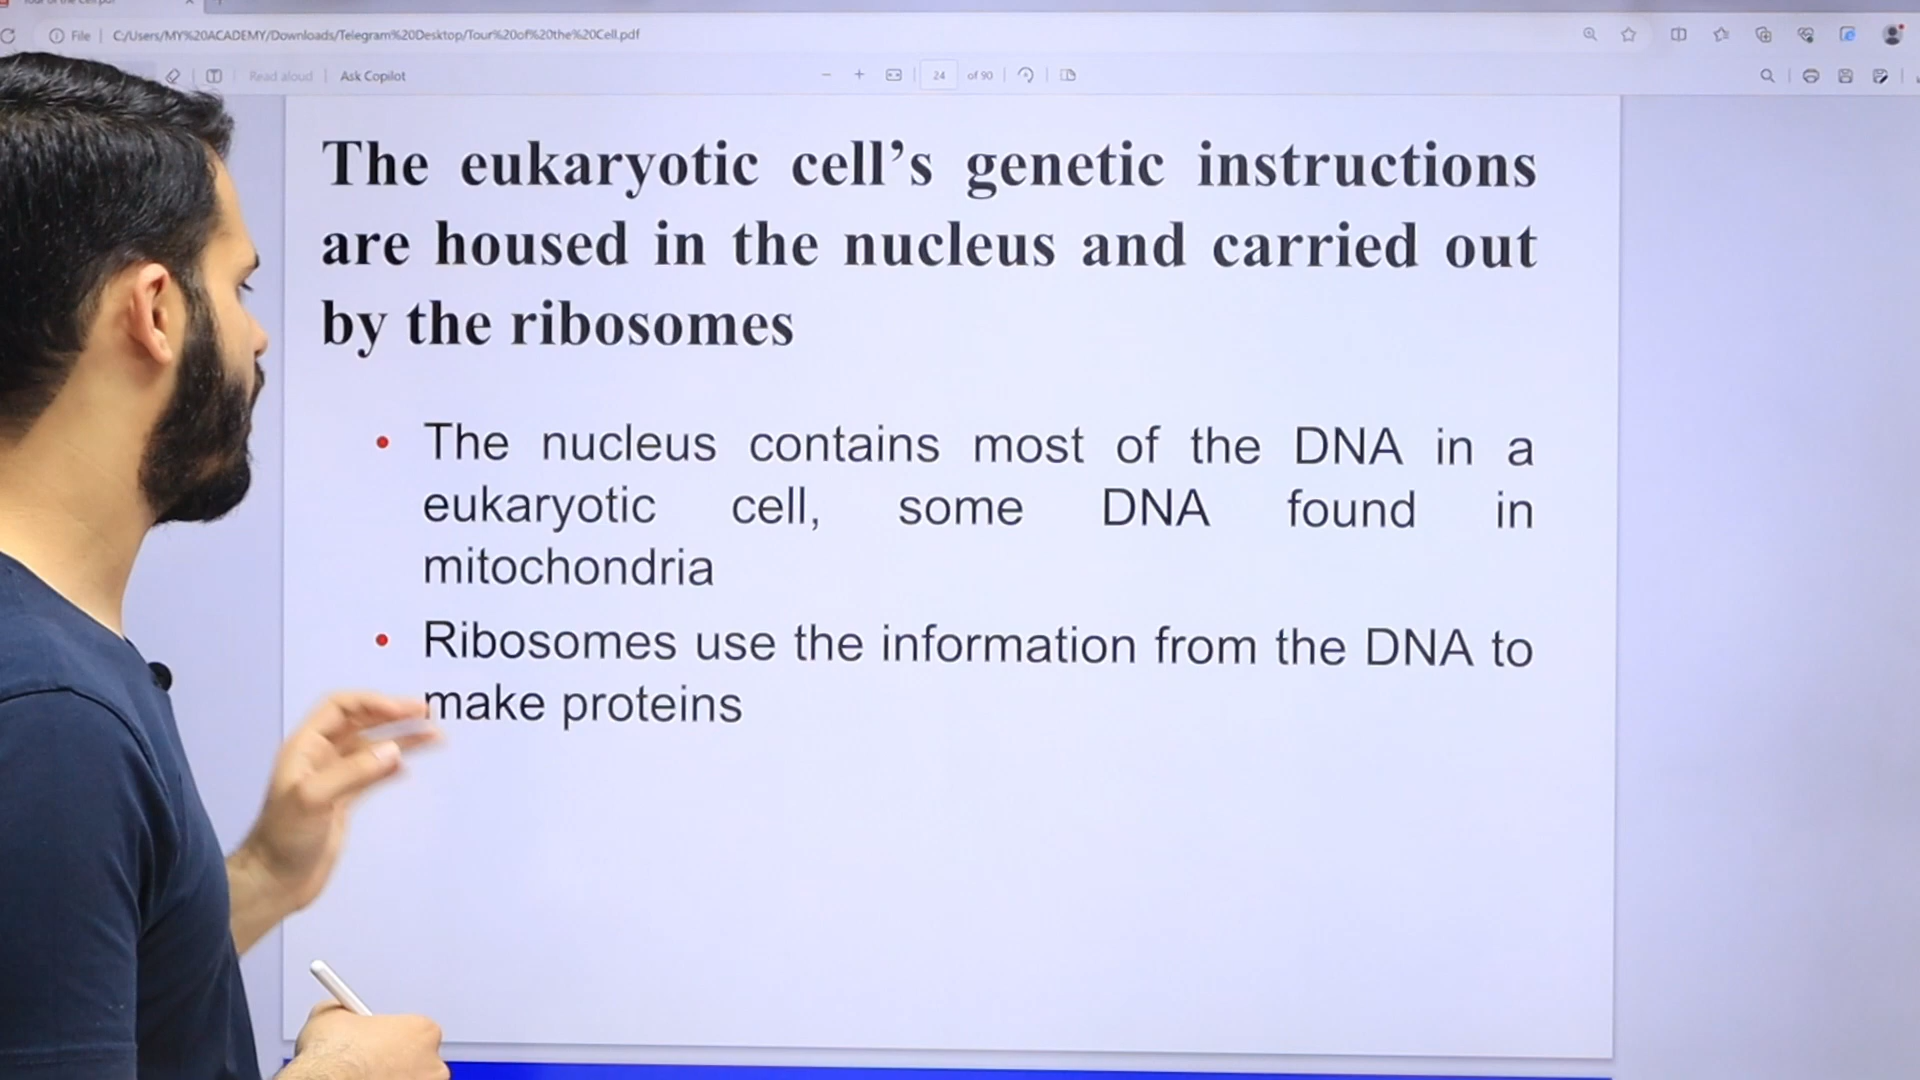 File | C:/Users/MY%20ACADEMY/Downloads/Telegram%20Desktop/Tour%20of%20the%20Cell.pdf
Read aloud | Ask Copilot
24 of 90
The eukaryotic cell's genetic instructions
are housed in the nucleus and carried out
by the ribosomes
• The nucleus contains most of the DNA in a
eukaryotic cell, some DNA found in
mitochondria
• Ribosomes use the information from the DNA to
make proteins